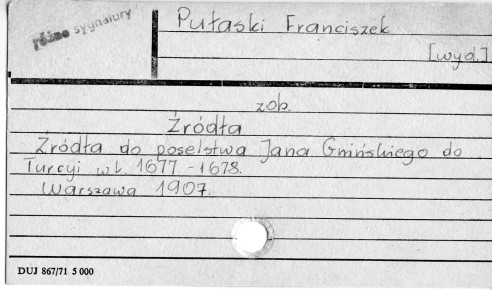 różne sygnatury
Pułaski Franciszek
[wyd.]
zob.
Źródła
Źródła do poselstwa Jana Gnińskiego do
Turcyi w l. 1677-1678.
Warszawa 1907.
DUJ 867/71 5 000